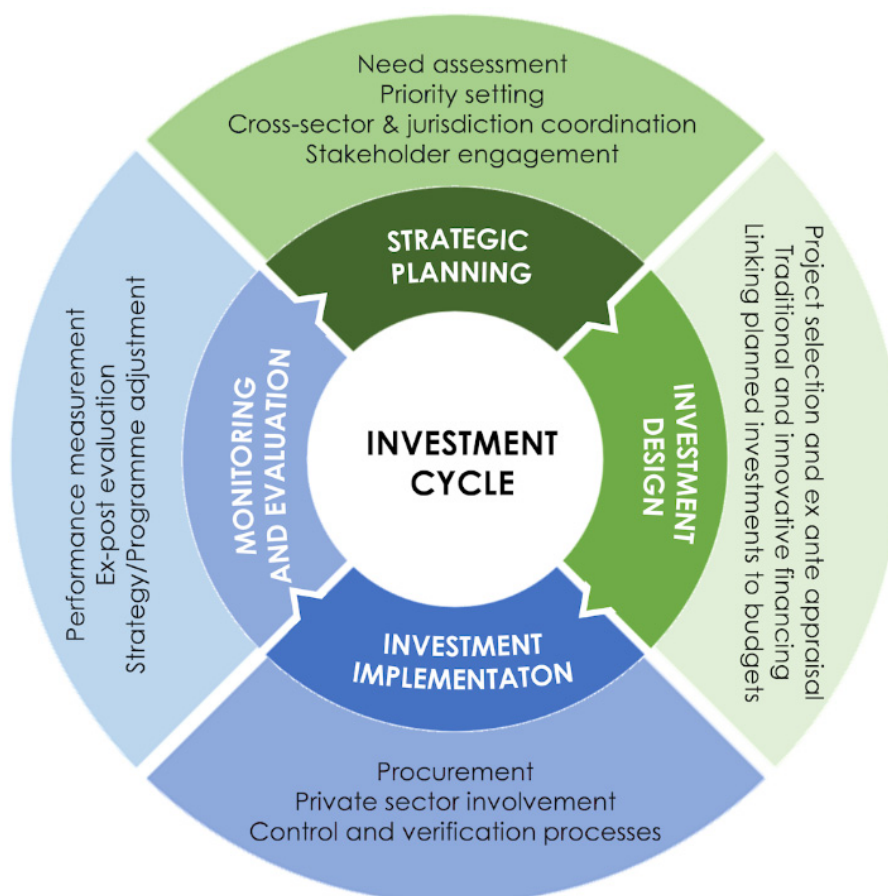 Need assessment
Priority setting
Cross-sector & jurisdiction coordination
Stakeholder engagement
STRATEGIC
PLANNING
Project selection and ex ante appraisal
Traditional and innovative financing
Linking planned investments to budgets
INVESTMENT
DESIGN
INVESTMENT
CYCLE
MONITORING
AND EVALUATION
Performance measurement
Ex-post evaluation
Strategy/Programme adjustment
INVESTMENT
IMPLEMENTATON
Procurement
Private sector involvement
Control and verification processes